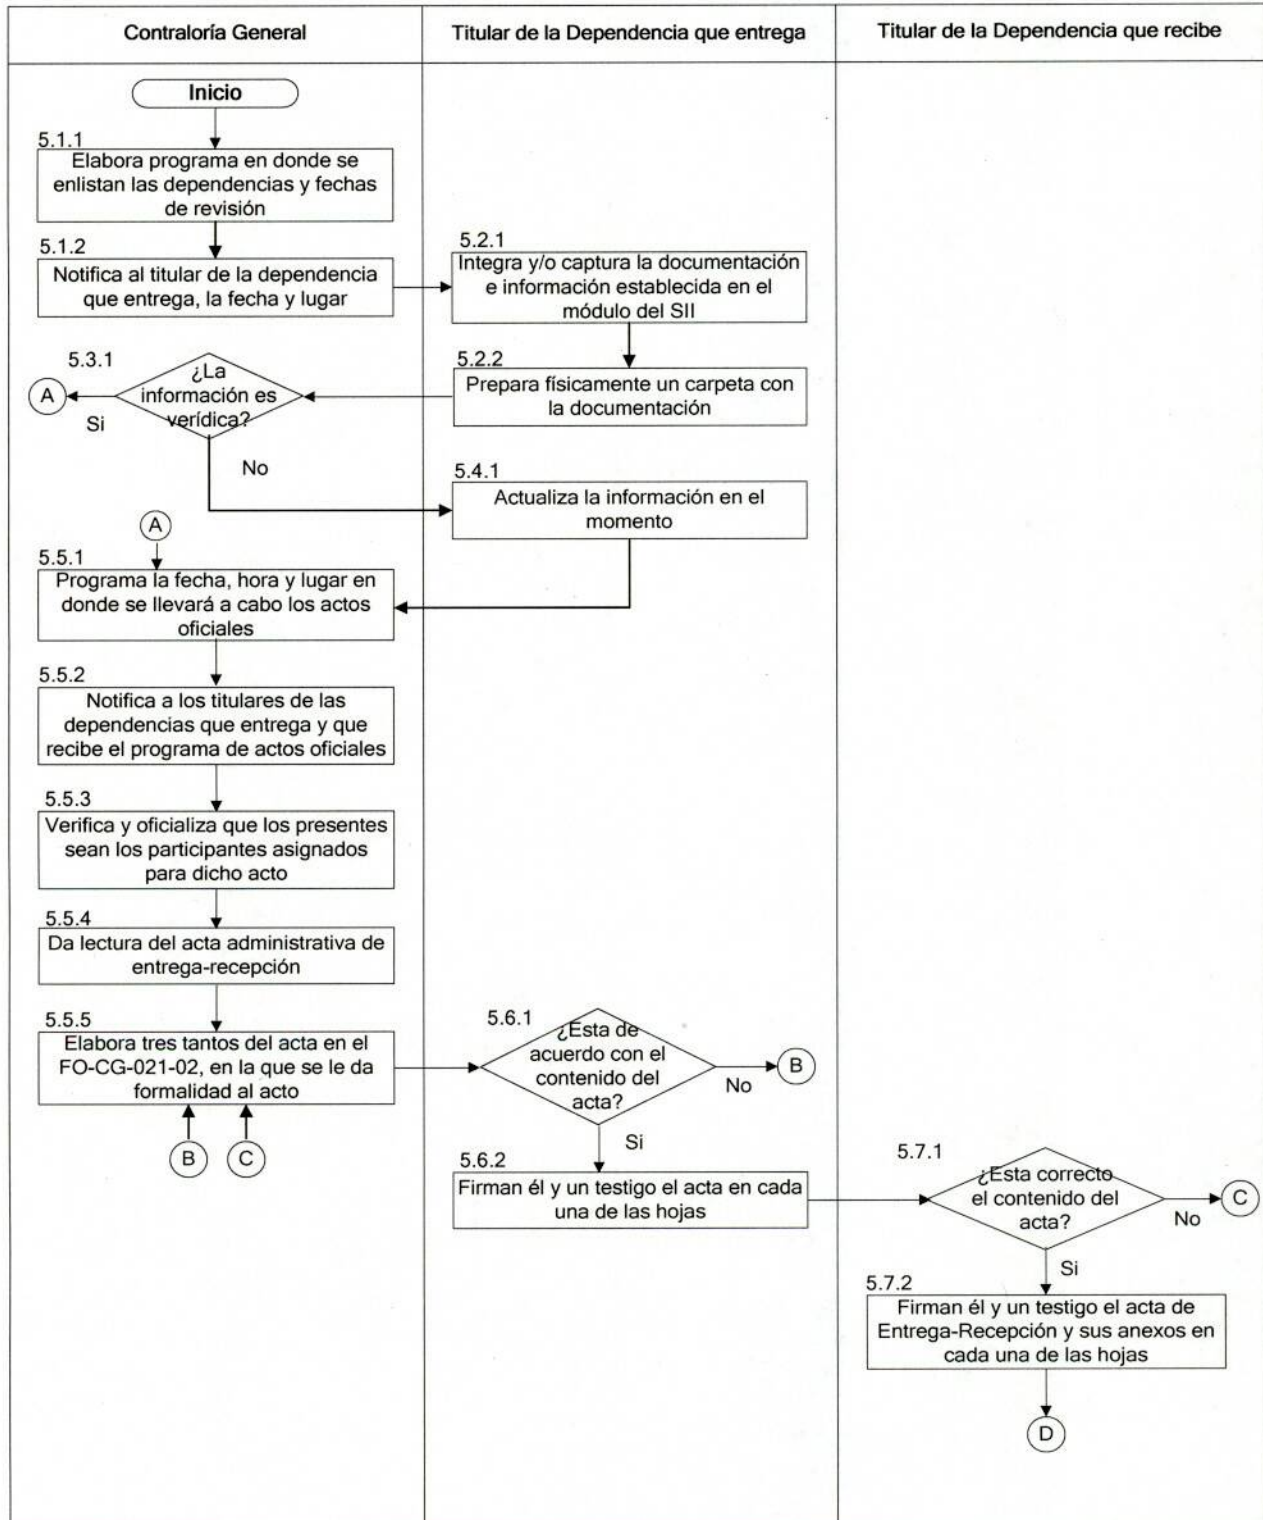 Contraloría General
Titular de la Dependencia que entrega
Titular de la Dependencia que recibe
Inicio
5.1.1
Elabora programa en donde se
enlistan las dependencias y fechas
de revisión
5.1.2
Notifica al titular de la dependencia
que entrega, la fecha y lugar
5.2.1
Integra y/o captura la documentación
e información establecida en el
módulo del SII
5.2.2
Prepara físicamente un carpeta con
la documentación
5.3.1
¿La
información es
verídica?
A
Si
No
5.4.1
Actualiza la información en el
momento
A
5.5.1
Programa la fecha, hora y lugar en
donde se llevará a cabo los actos
oficiales
5.5.2
Notifica a los titulares de las
dependencias que entrega y que
recibe el programa de actos oficiales
5.5.3
Verifica y oficializa que los presentes
sean los participantes asignados
para dicho acto
5.5.4
Da lectura del acta administrativa de
entrega-recepción
5.5.5
Elabora tres tantos del acta en el
FO-CG-021-02, en la que se le da
formalidad al acto
B
C
5.6.1
¿Esta de
acuerdo con el
contenido del
acta?
No
B
Si
5.6.2
Firman él y un testigo el acta en cada
una de las hojas
5.7.1
¿Esta correcto
el contenido del
acta?
No
C
Si
5.7.2
Firman él y un testigo el acta de
Entrega-Recepción y sus anexos en
cada una de las hojas
D